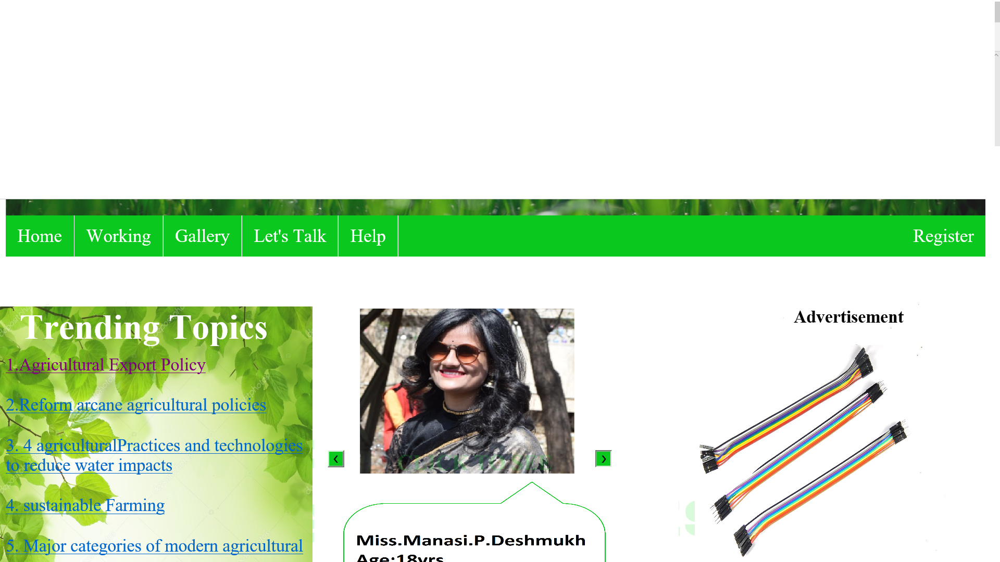 Home Working Gallery Let's Talk Help Register
Trending Topics
1.Agricultural Export Policy
2.Reform arcane agricultural policies
3. 4 agriculturalPractices and technologies
to reduce water impacts
4. sustainable Farming
5. Major categories of modern agricultural
‹
›
Miss.Manasi.P.Deshmukh
Age:18yrs
Advertisement